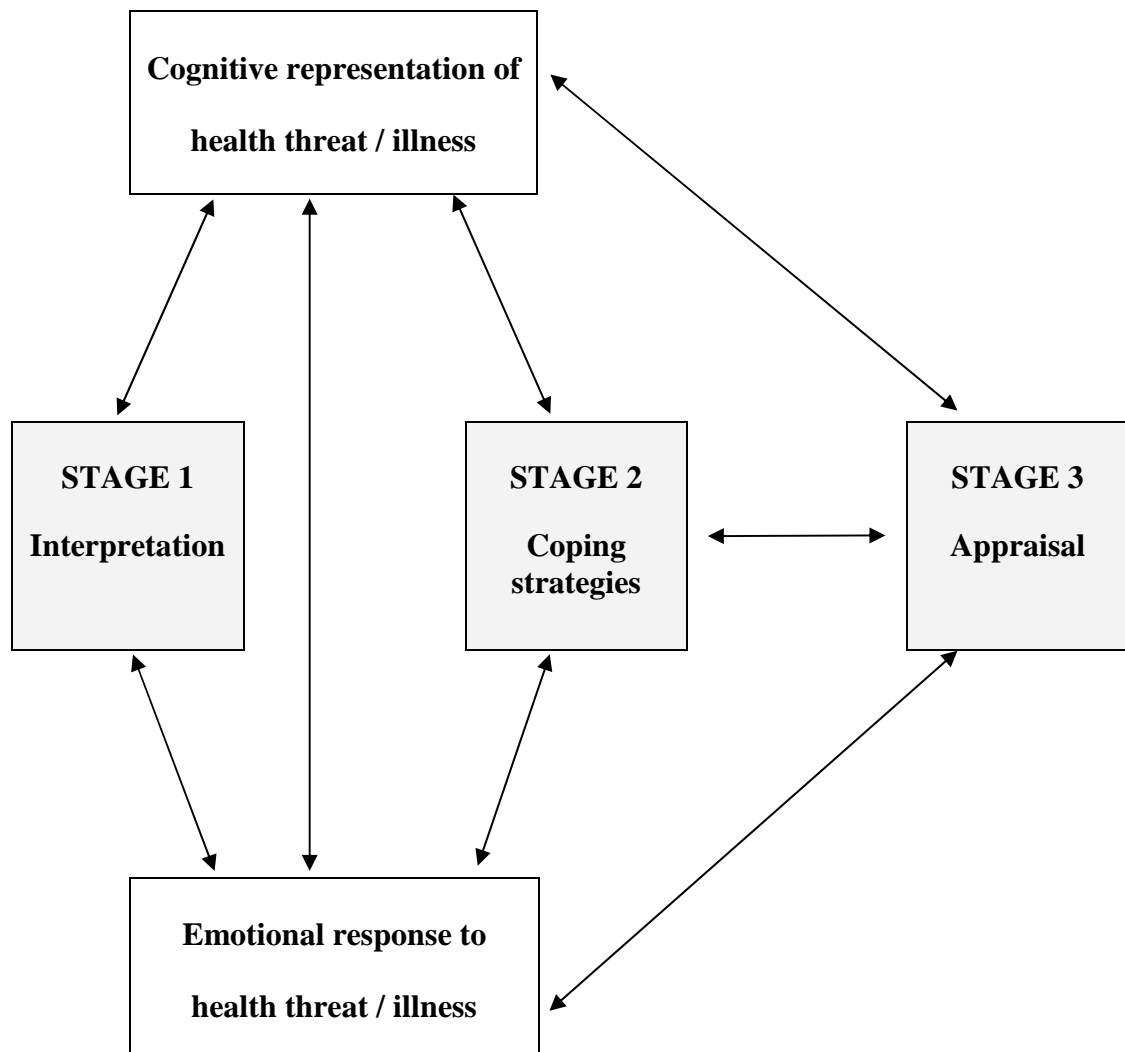 Cognitive representation of
health threat / illness
STAGE 1
Interpretation
STAGE 2
Coping
strategies
STAGE 3
Appraisal
Emotional response to
health threat / illness